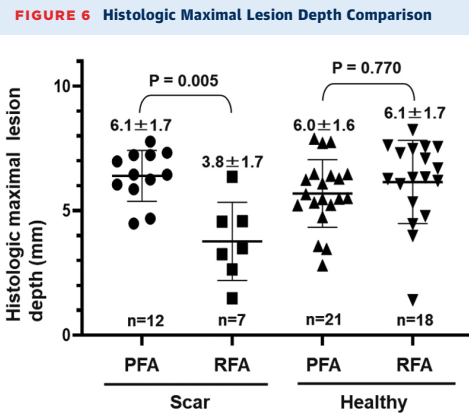 FIGURE 6 Histologic Maximal Lesion Depth Comparison
Histologic maximal lesion
depth (mm)
10
5
0
P = 0.005
P = 0.770
6.1±1.7
3.8±1.7
6.0±1.6
6.1±1.7
n=12
n=7
n=21
n=18
PFA
RFA
PFA
RFA
Scar
Healthy